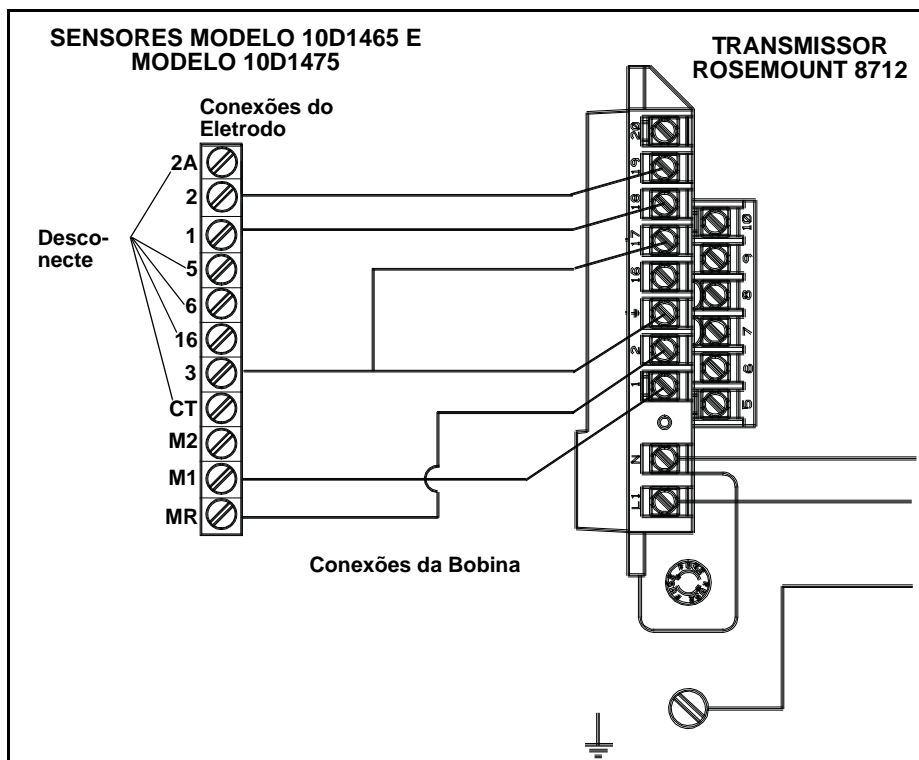 SENSORES MODELO 10D1465 E
MODELO 10D1475
TRANSMISSOR
ROSEMOUNT 8712
Conexões do
Eletrodo
2A
2
1
5
6
16
3
CT
M2
M1
MR
Desco-
necte
Conexões da Bobina
20
19
18
17
16
2
1
N
L1
10
9
8
7
6
5
FUSE
FUSE